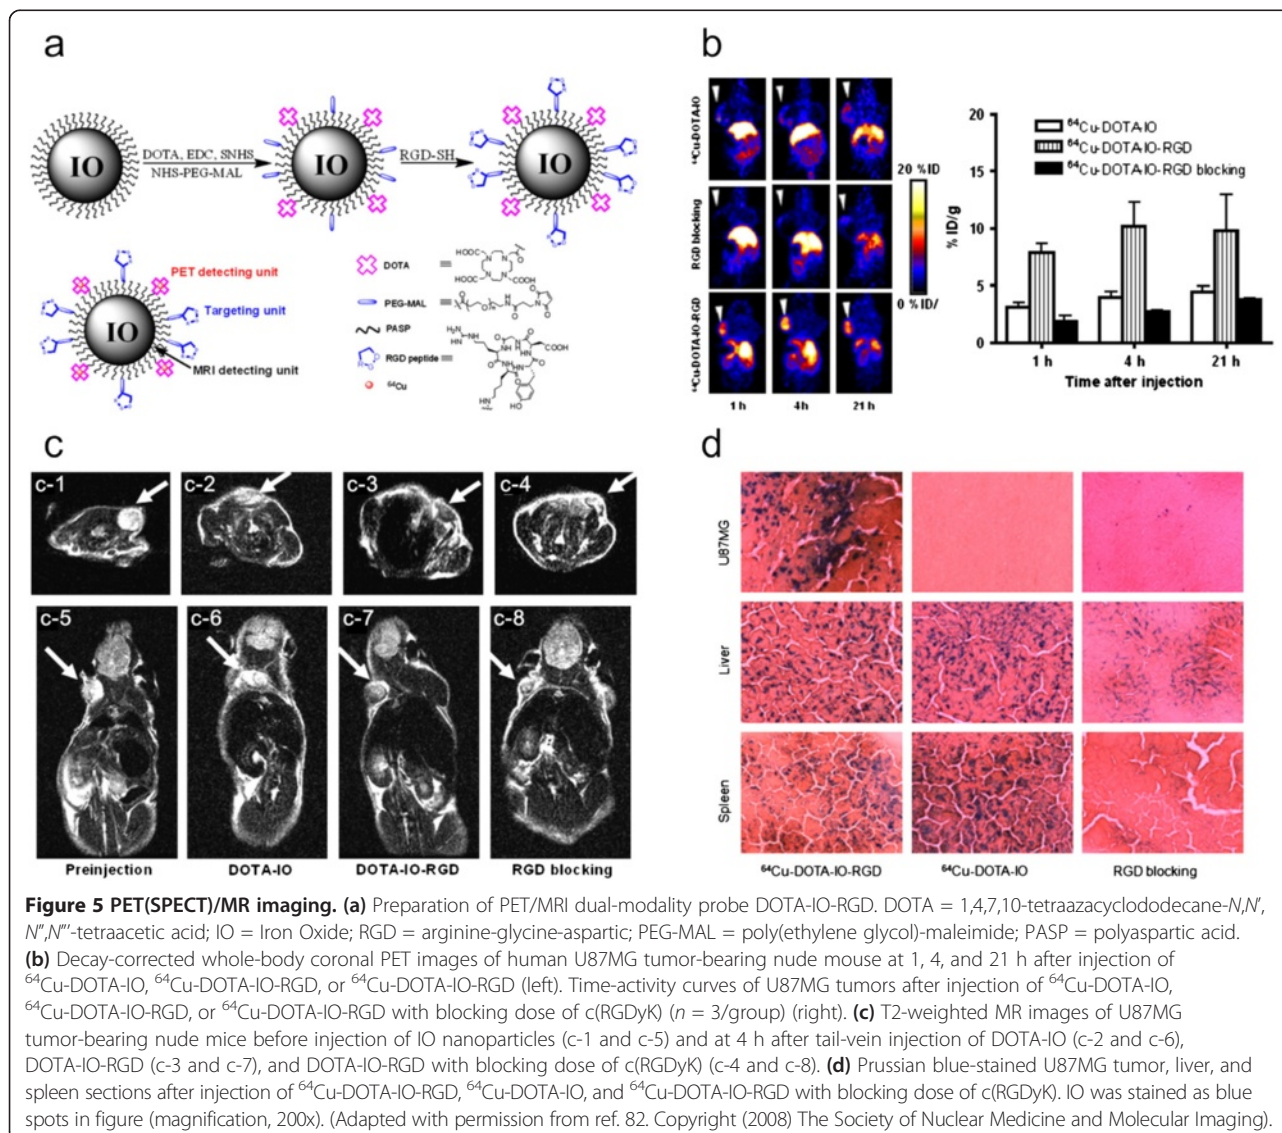 a
IO
DOTA, EDC, SNHS
NHS-PEG-MAL
IO
RGD-SH
IO
PET detecting unit
Targeting unit
IO
MRI detecting unit
DOTA
HOOC
COOH
HOOC
PEG-MAL
PASP
RGD peptide
COOH
⁶⁴Cu
HO
b
⁶⁴Cu-DOTA-IO
RGD blocking
⁶⁴Cu-DOTA-IO-RGD
1 h 4 h 21 h
20 %ID
0 %ID/
% ID/g
20
15
10
5
0
⁶⁴Cu-DOTA-IO
⁶⁴Cu-DOTA-IO-RGD
⁶⁴Cu-DOTA-IO-RGD blocking
1 h 4 h 21 h
Time after injection
c
c-1 c-2 c-3 c-4
c-5 c-6 c-7 c-8
Preinjection DOTA-IO DOTA-IO-RGD RGD blocking
d
U87MG
Liver
Spleen
⁶⁴Cu-DOTA-IO-RGD ⁶⁴Cu-DOTA-IO RGD blocking
Figure 5 PET(SPECT)/MR imaging. (a) Preparation of PET/MRI dual-modality probe DOTA-IO-RGD. DOTA = 1,4,7,10-tetraazacyclododecane-N,N′,
N″,N‴-tetraacetic acid; IO = Iron Oxide; RGD = arginine-glycine-aspartic; PEG-MAL = poly(ethylene glycol)-maleimide; PASP = polyaspartic acid.
(b) Decay-corrected whole-body coronal PET images of human U87MG tumor-bearing nude mouse at 1, 4, and 21 h after injection of
⁶⁴Cu-DOTA-IO, ⁶⁴Cu-DOTA-IO-RGD, or ⁶⁴Cu-DOTA-IO-RGD (left). Time-activity curves of U87MG tumors after injection of ⁶⁴Cu-DOTA-IO,
⁶⁴Cu-DOTA-IO-RGD, or ⁶⁴Cu-DOTA-IO-RGD with blocking dose of c(RGDyK) (n = 3/group) (right). (c) T2-weighted MR images of U87MG
tumor-bearing nude mice before injection of IO nanoparticles (c-1 and c-5) and at 4 h after tail-vein injection of DOTA-IO (c-2 and c-6),
DOTA-IO-RGD (c-3 and c-7), and DOTA-IO-RGD with blocking dose of c(RGDyK) (c-4 and c-8). (d) Prussian blue-stained U87MG tumor, liver, and
spleen sections after injection of ⁶⁴Cu-DOTA-IO-RGD, ⁶⁴Cu-DOTA-IO, and ⁶⁴Cu-DOTA-IO-RGD with blocking dose of c(RGDyK). IO was stained as blue
spots in figure (magnification, 200x). (Adapted with permission from ref. 82. Copyright (2008) The Society of Nuclear Medicine and Molecular Imaging).